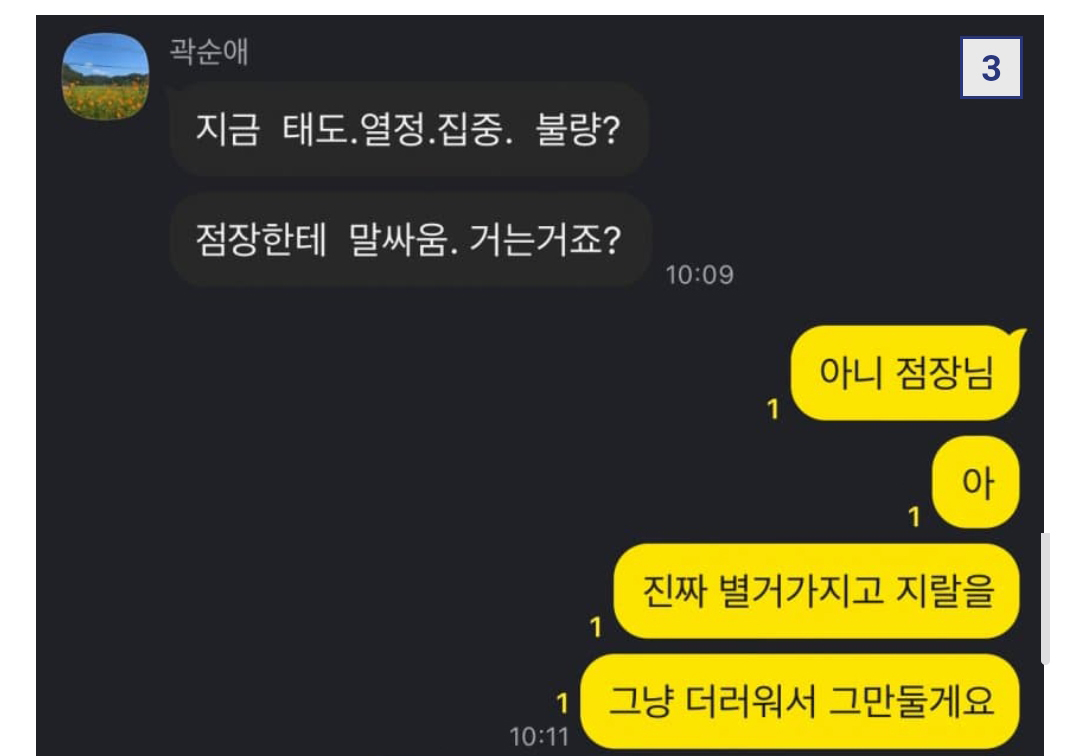 곽순애
3
지금 태도.열정.집중. 불량?
점장한테 말싸움. 거는거죠?
10:09
아니 점장님
1
아
1
진짜 별거가지고 지랄을
1
그냥 더러워서 그만둘게요
1
10:11